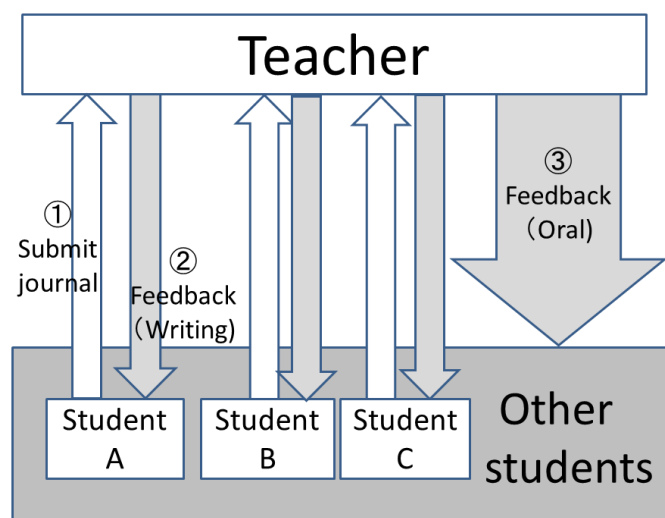 Teacher
①
Submit
journal
②
Feedback
（Writing)
③
Feedback
（Oral)
Student
A
Student
B
Student
C
Other
students